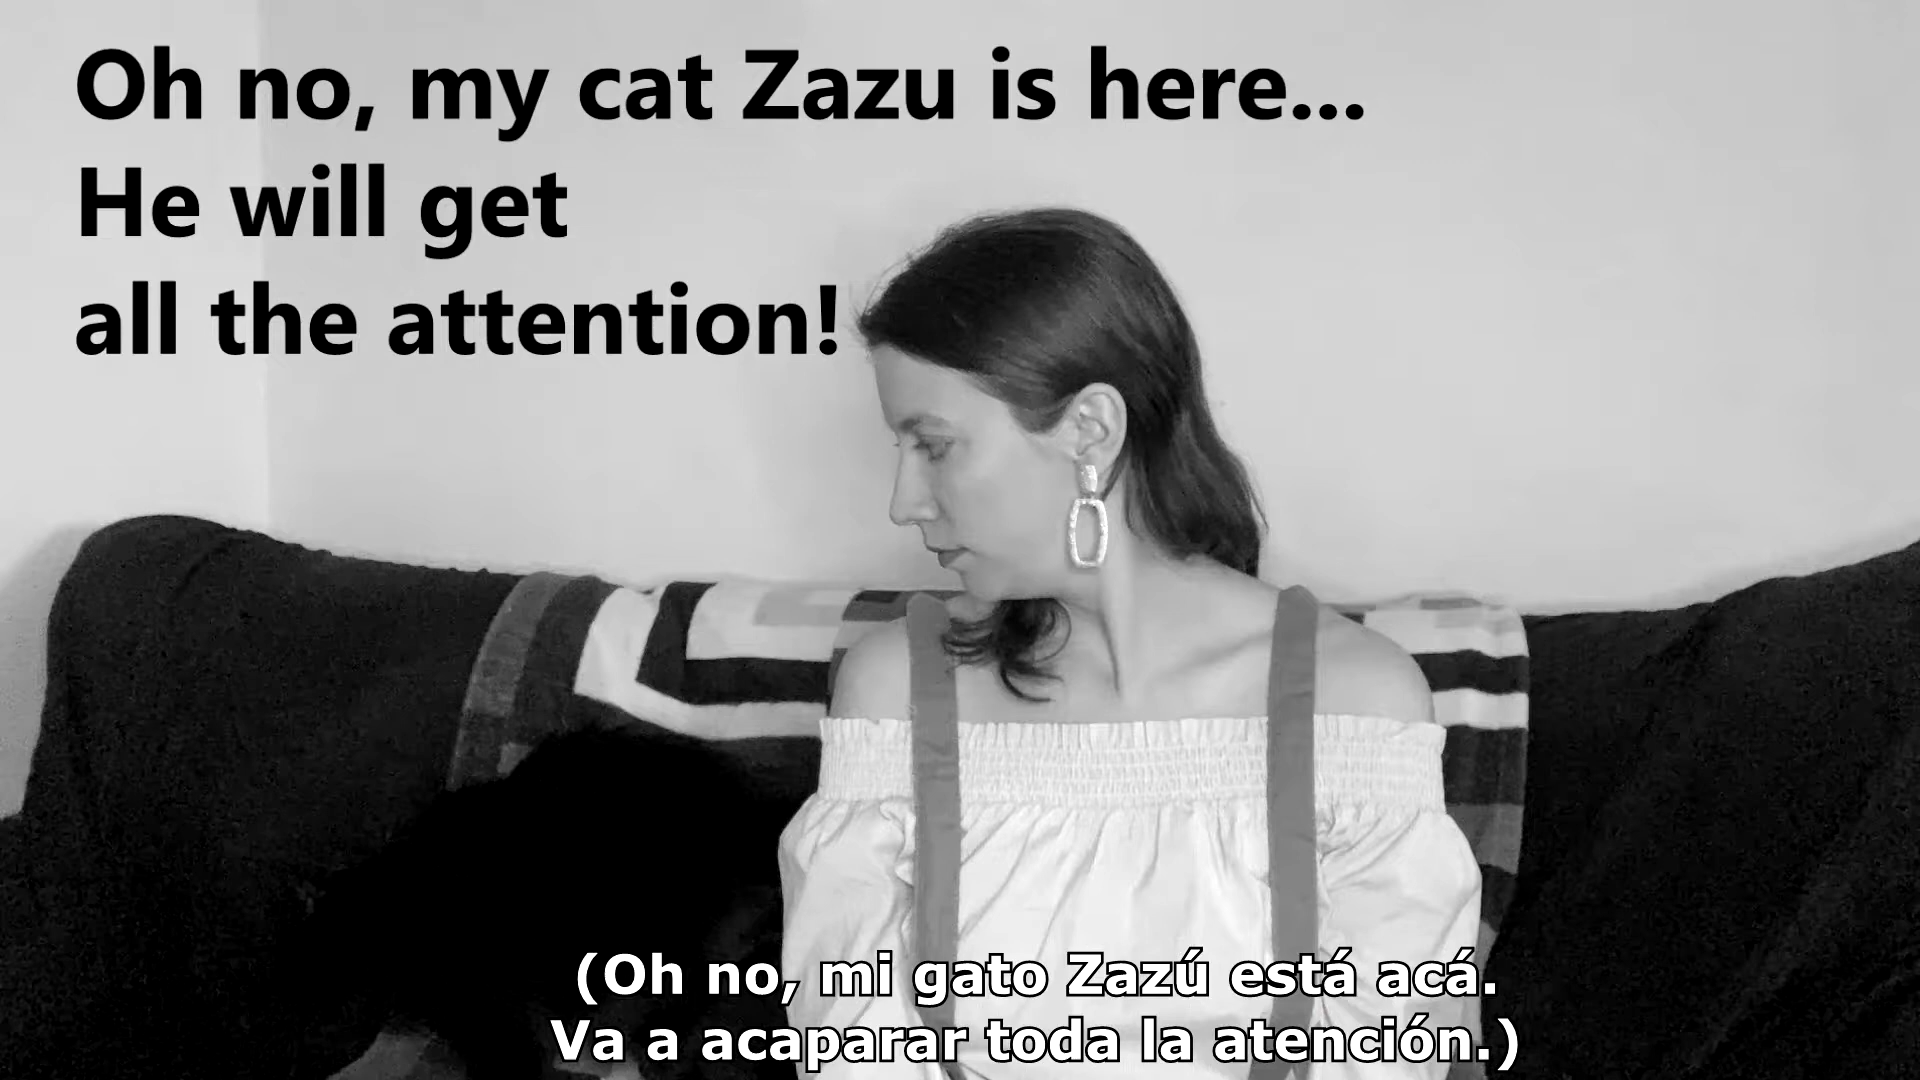 Oh no, my cat Zazu is here...
He will get
all the attention!
(Oh no, mi gato Zazú está acá.
Va a acaparar toda la atención.)